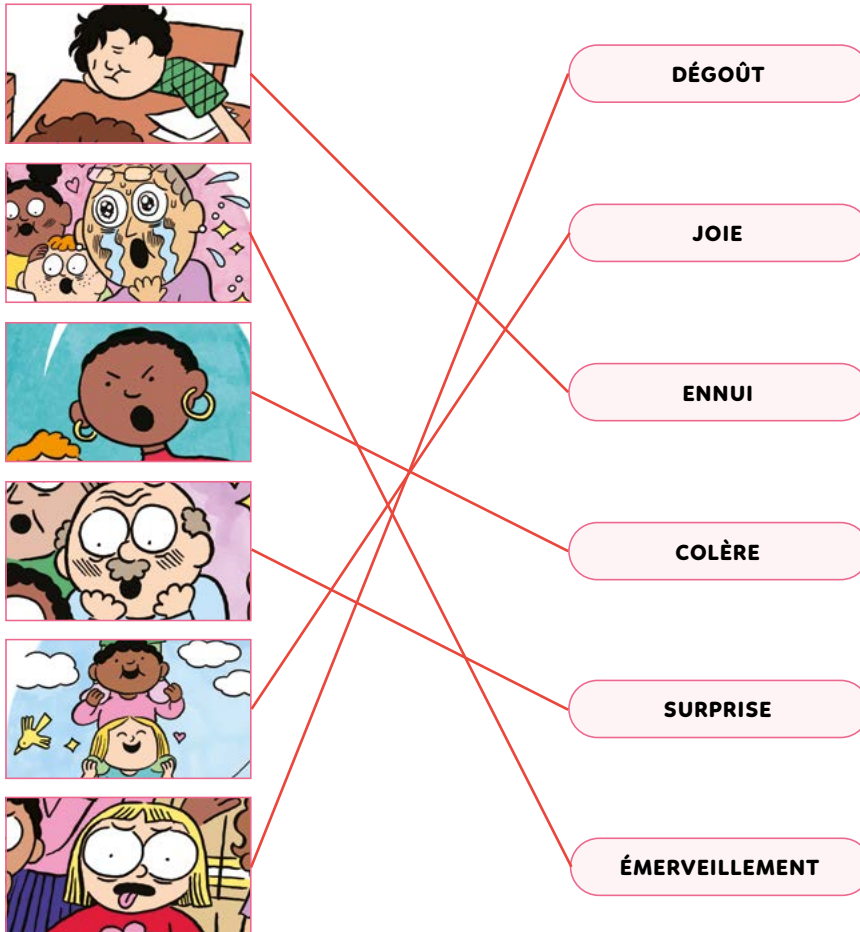 DÉGOÛT
JOIE
ENNUI
COLÈRE
SURPRISE
ÉMERVEILLEMENT